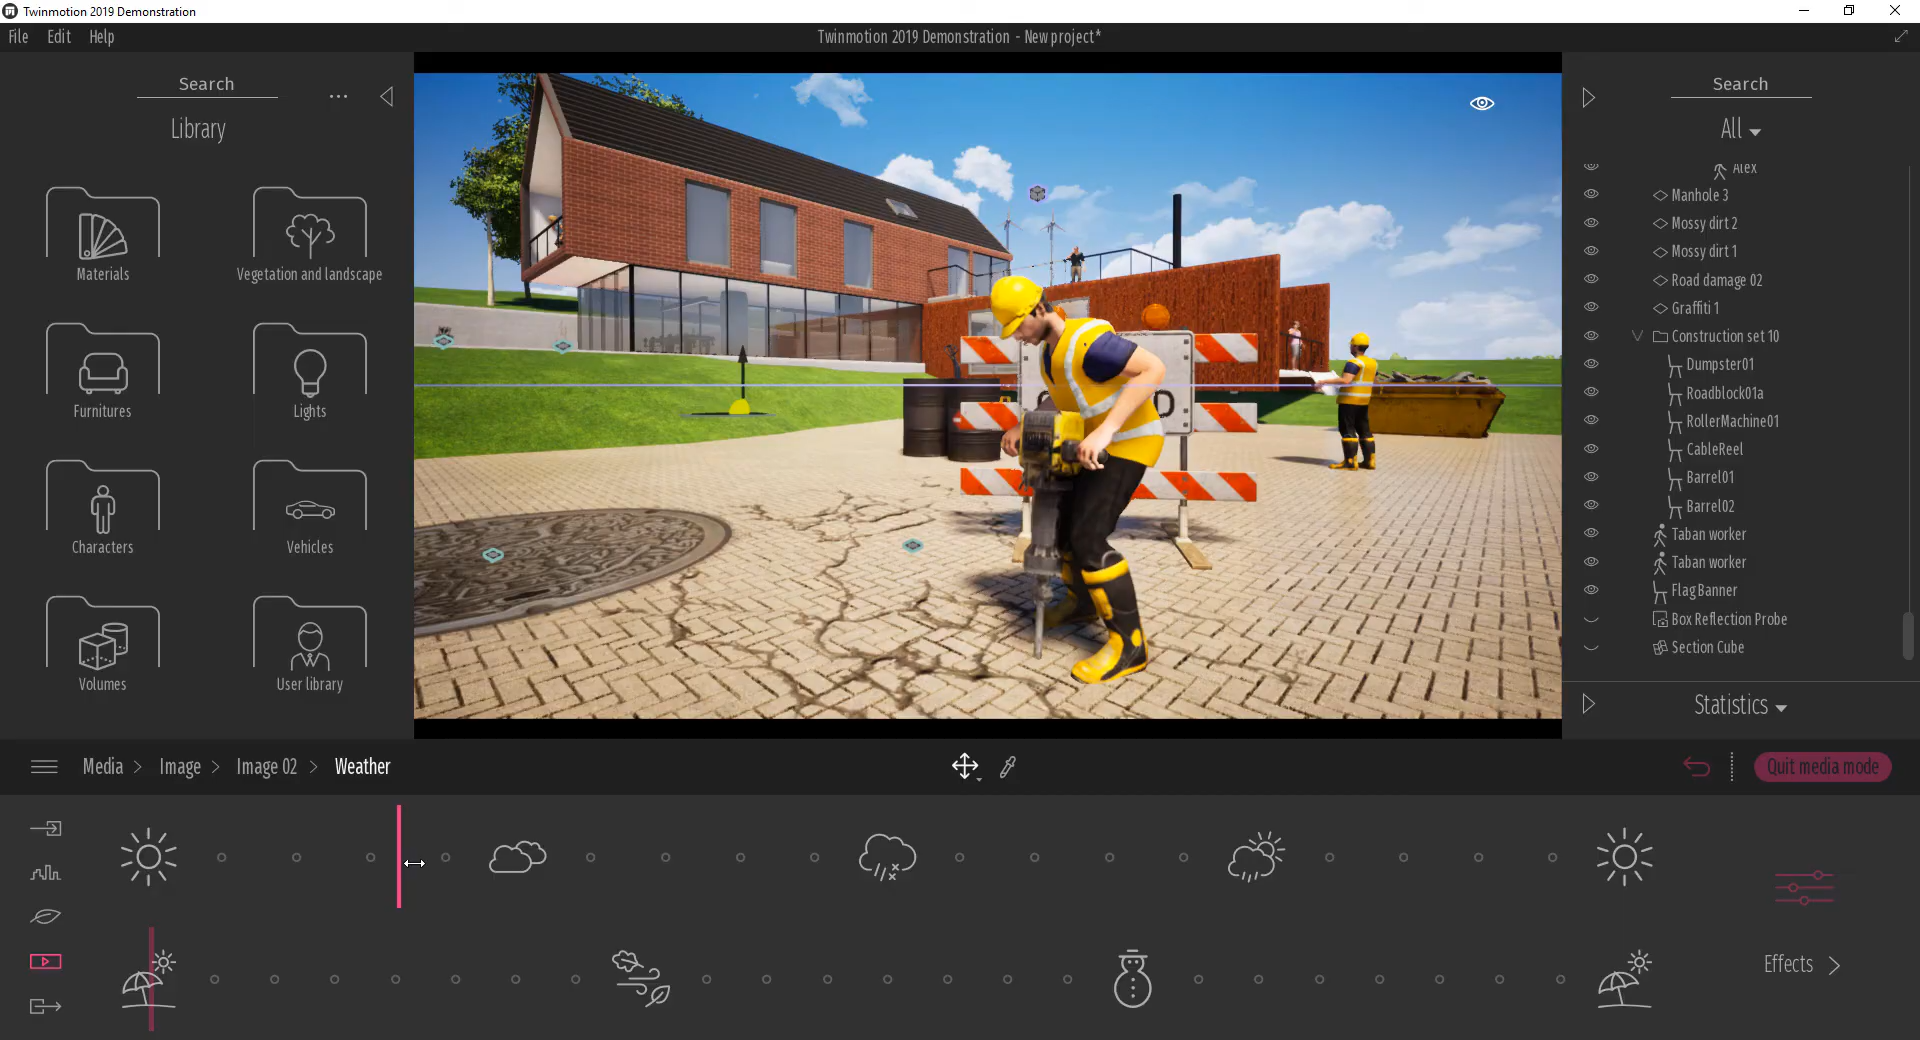 Twinmotion 2019 Demonstration
File Edit Help
Twinmotion 2019 Demonstration - New project*
Search
Library
Materials
Vegetation and landscape
Furnitures
Lights
Characters
Vehicles
Volumes
User library
Search
All
Alex
Manhole 3
Mossy dirt 2
Mossy dirt 1
Road damage 02
Graffiti 1
Construction set 10
Dumpster01
Roadblock01a
RollerMachine01
CableReel
Barrel01
Barrel02
Taban worker
Taban worker
Flag Banner
Box Reflection Probe
Section Cube
Statistics
Media > Image > Image 02 > Weather
Quit media mode
Effects >